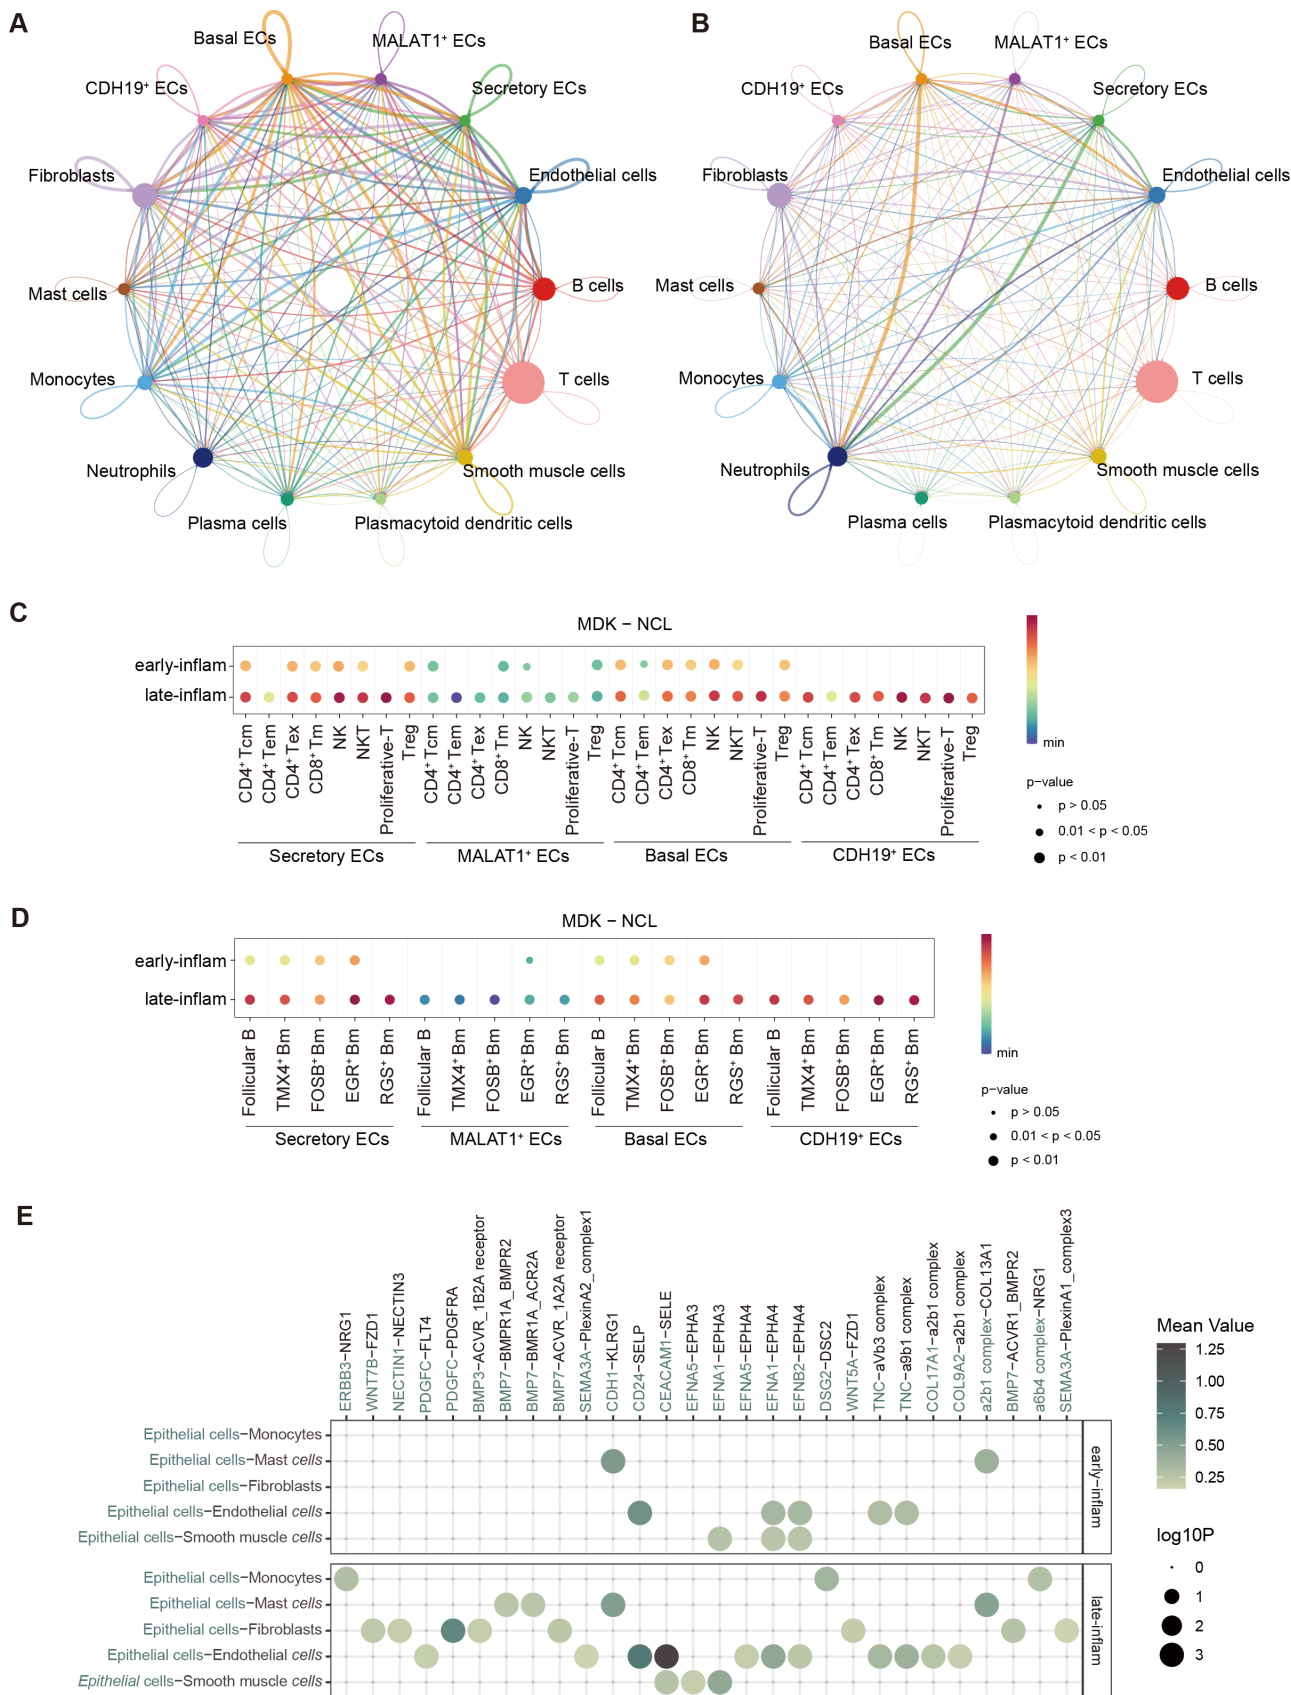 A
Basal ECs
MALAT1⁺ ECs
CDH19⁺ ECs
Secretory ECs
Fibroblasts
Endothelial cells
Mast cells
B cells
Monocytes
T cells
Neutrophils
Smooth muscle cells
Plasma cells
Plasmacytoid dendritic cells
B
Basal ECs
MALAT1⁺ ECs
CDH19⁺ ECs
Secretory ECs
Fibroblasts
Endothelial cells
Mast cells
B cells
Monocytes
T cells
Neutrophils
Smooth muscle cells
Plasma cells
Plasmacytoid dendritic cells
C
MDK − NCL
early-inflam
late-inflam
CD4⁺ Tcm
CD4⁺ Tem
CD4⁺ Tex
CD8⁺ Tm
NK
NKT
Proliferative-T
Treg
CD4⁺ Tcm
CD4⁺ Tem
CD4⁺ Tex
CD8⁺ Tm
NK
NKT
Proliferative-T
Treg
CD4⁺ Tcm
CD4⁺ Tem
CD4⁺ Tex
CD8⁺ Tm
NK
NKT
Proliferative-T
Treg
CD4⁺ Tcm
CD4⁺ Tem
CD4⁺ Tex
CD8⁺ Tm
NK
NKT
Proliferative-T
Treg
Secretory ECs
MALAT1⁺ ECs
Basal ECs
CDH19⁺ ECs
min
p−value
p > 0.05
0.01 < p < 0.05
p < 0.01
D
MDK − NCL
early-inflam
late-inflam
Follicular B
TMX4⁺ Bm
FOSB⁺ Bm
EGR⁺ Bm
RGS⁺ Bm
Follicular B
TMX4⁺ Bm
FOSB⁺ Bm
EGR⁺ Bm
RGS⁺ Bm
Follicular B
TMX4⁺ Bm
FOSB⁺ Bm
EGR⁺ Bm
RGS⁺ Bm
Follicular B
TMX4⁺ Bm
FOSB⁺ Bm
EGR⁺ Bm
RGS⁺ Bm
Secretory ECs
MALAT1⁺ ECs
Basal ECs
CDH19⁺ ECs
min
p−value
p > 0.05
0.01 < p < 0.05
p < 0.01
E
ERBB3−NRG1
WNT7B−FZD1
NECTIN1−NECTIN3
PDGFC−FLT4
PDGFC−PDGFRA
BMP3−ACVR_1B2A receptor
BMP7−BMPR1A_BMPR2
BMP7−BMR1A_ACR2A
BMP7−ACVR_1A2A receptor
SEMA3A−PlexinA2_complex1
CDH1−KLRG1
CD24−SELP
CEACAM1−SELE
EFNA5−EPHA3
EFNA1−EPHA3
EFNA5−EPHA4
EFNA1−EPHA4
EFNB2−EPHA4
DSG2−DSC2
WNT5A−FZD1
TNC−aVb3 complex
TNC−a9b1 complex
COL17A1−a2b1 complex
COL9A2−a2b1 complex
a2b1 complex−COL13A1
BMP7−ACVR1_BMPR2
a6b4 complex−NRG1
SEMA3A−PlexinA1_complex3
Epithelial cells−Monocytes
Epithelial cells−Mast cells
Epithelial cells−Fibroblasts
Epithelial cells−Endothelial cells
Epithelial cells−Smooth muscle cells
early−inflam
Epithelial cells−Monocytes
Epithelial cells−Mast cells
Epithelial cells−Fibroblasts
Epithelial cells−Endothelial cells
Epithelial cells−Smooth muscle cells
late−inflam
Mean Value
1.25
1.00
0.75
0.50
0.25
log10P
0
1
2
3